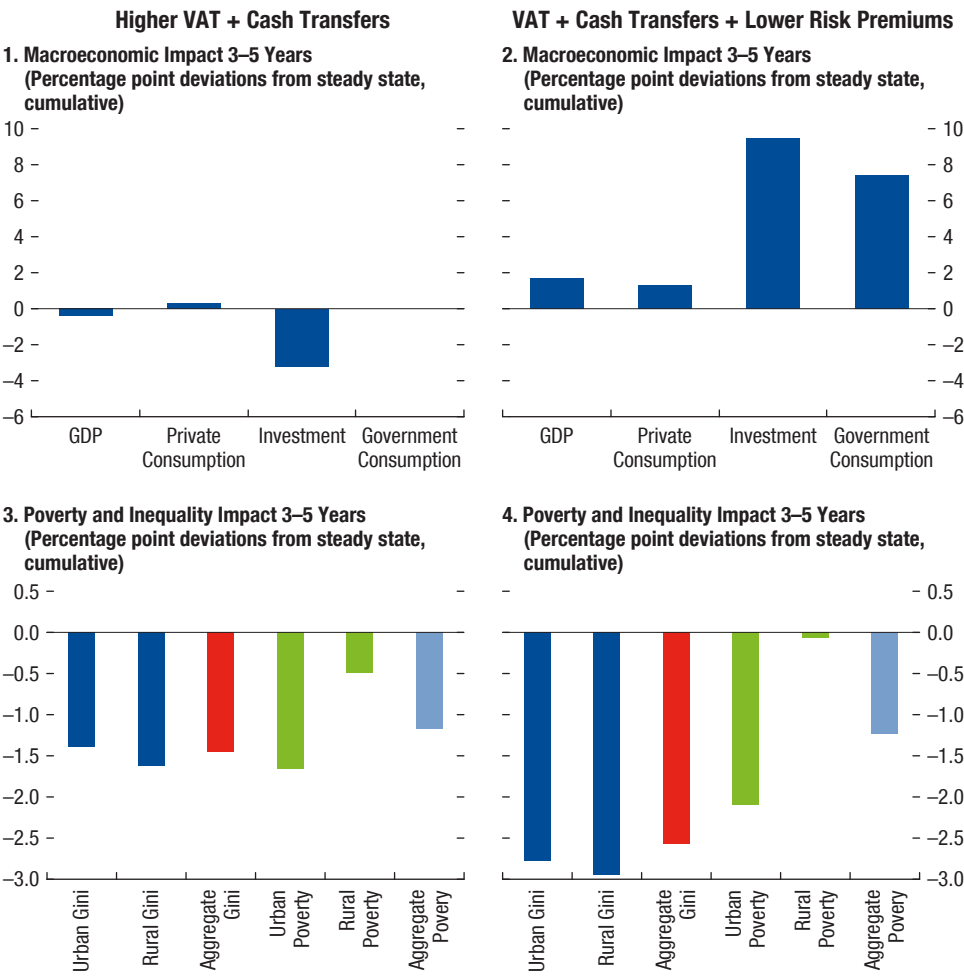 Higher VAT + Cash Transfers
VAT + Cash Transfers + Lower Risk Premiums
1. Macroeconomic Impact 3–5 Years
(Percentage point deviations from steady state,
cumulative)
10
8
6
4
2
0
–2
–4
–6
GDP
Private
Consumption
Investment
Government
Consumption
2. Macroeconomic Impact 3–5 Years
(Percentage point deviations from steady state,
cumulative)
10
8
6
4
2
0
–2
–4
–6
GDP
Private
Consumption
Investment
Government
Consumption
3. Poverty and Inequality Impact 3–5 Years
(Percentage point deviations from steady state,
cumulative)
0.5
0.0
–0.5
–1.0
–1.5
–2.0
–2.5
–3.0
Urban Gini
Rural Gini
Aggregate
Gini
Urban
Poverty
Rural
Poverty
Aggregate
Povery
4. Poverty and Inequality Impact 3–5 Years
(Percentage point deviations from steady state,
cumulative)
0.5
0.0
–0.5
–1.0
–1.5
–2.0
–2.5
–3.0
Urban Gini
Rural Gini
Aggregate
Gini
Urban
Poverty
Rural
Poverty
Aggregate
Povery